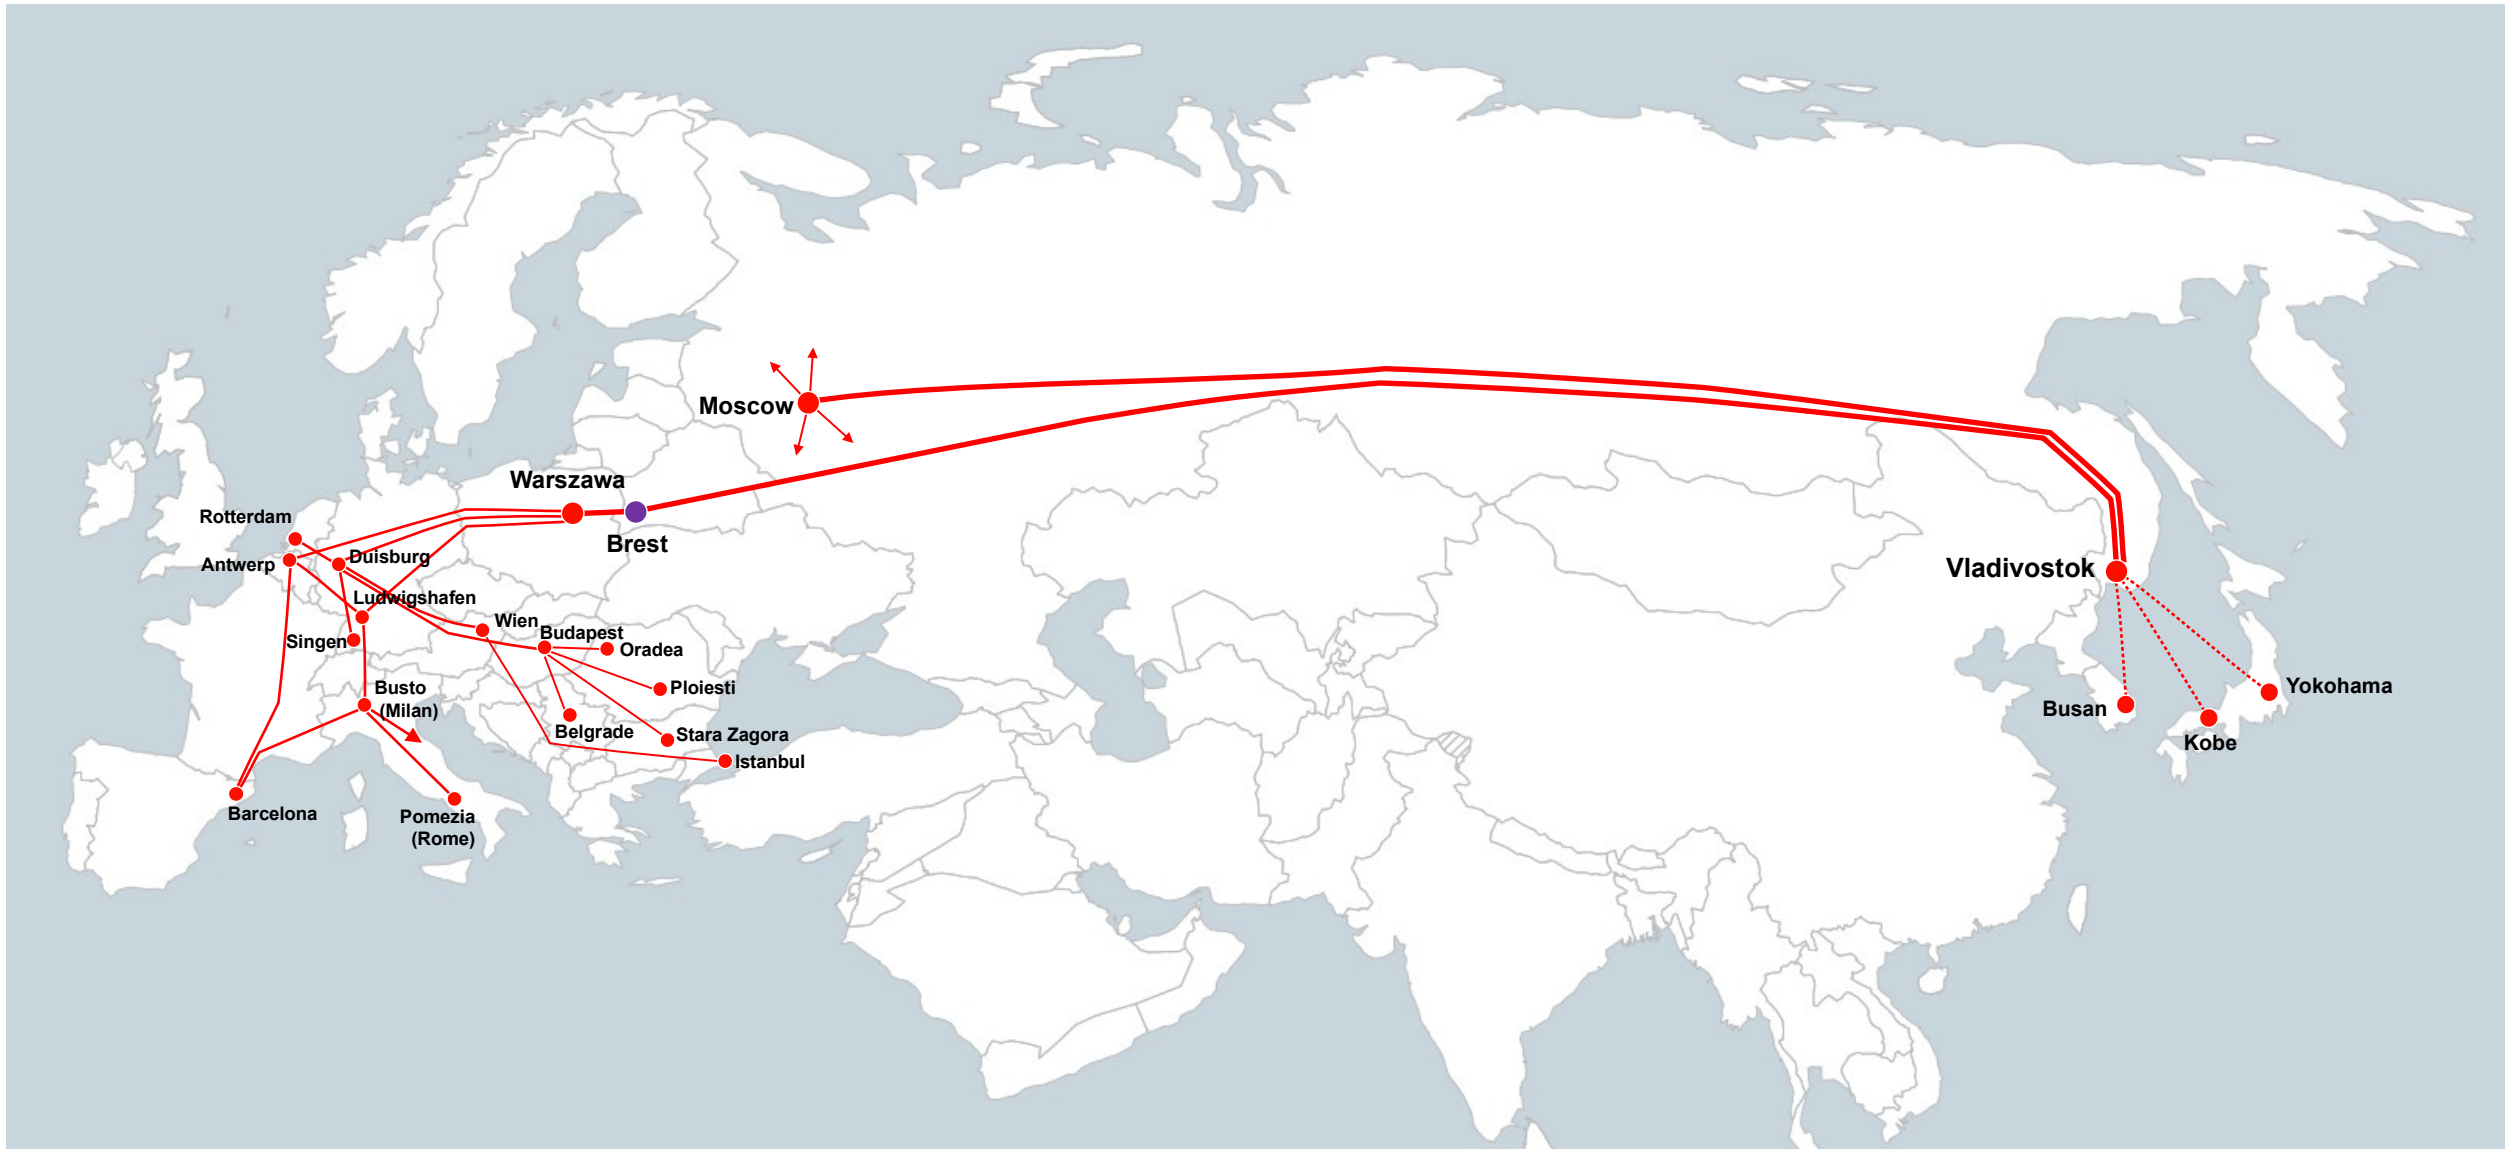 Moscow
Warszawa
Brest
Rotterdam
Antwerp
Duisburg
Ludwigshafen
Singen
Wien
Budapest
Oradea
Ploiesti
Busto
(Milan)
Belgrade
Stara Zagora
Istanbul
Barcelona
Pomezia
(Rome)
Vladivostok
Busan
Kobe
Yokohama